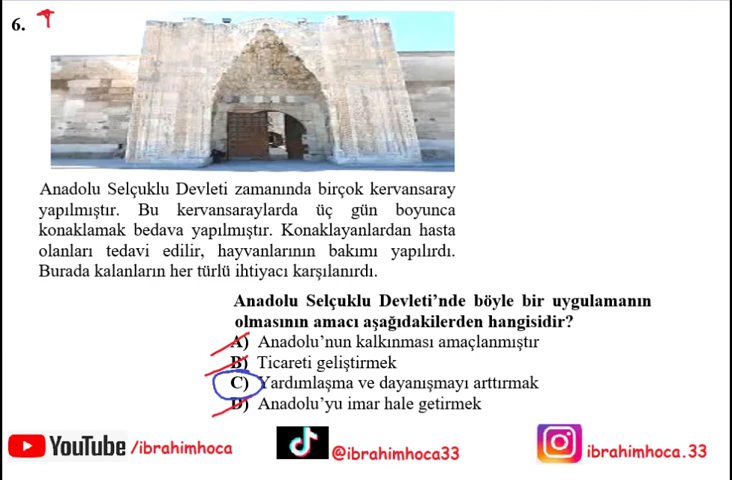 6.
Anadolu Selçuklu Devleti zamanında birçok kervansaray
yapılmıştır. Bu kervansaraylarda üç gün boyunca
konaklamak bedava yapılmıştır. Konaklayanlardan hasta
olanları tedavi edilir, hayvanlarının bakımı yapılırdı.
Burada kalanların her türlü ihtiyacı karşılanırdı.
Anadolu Selçuklu Devleti’nde böyle bir uygulamanın
olmasının amacı aşağıdakilerden hangisidir?
A) Anadolu’nun kalkınması amaçlanmıştır
B) Ticareti geliştirmek
C) Yardımlaşma ve dayanışmayı arttırmak
D) Anadolu’yu imar hale getirmek
YouTube /ibrahimhoca
@ibrahimhoca33
ibrahimhoca.33